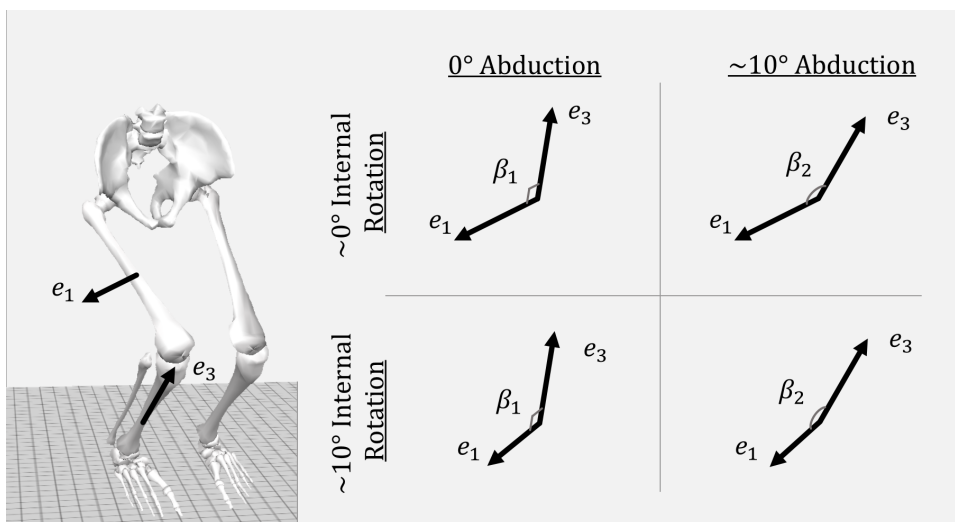 0° Abduction
~10° Abduction
~0° Internal
Rotation
e₃
β₁
e₁
e₃
β₂
e₁
e₁
e₃
~10° Internal
Rotation
e₃
β₁
e₁
e₃
β₂
e₁